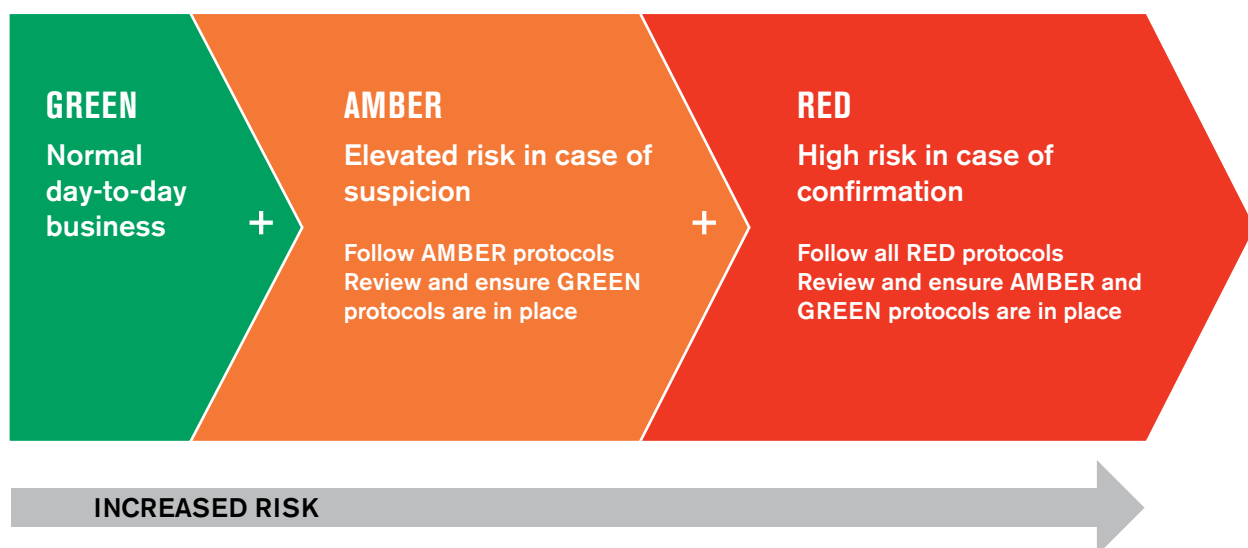 GREEN
Normal
day-to-day
business
+
AMBER
Elevated risk in case of
suspicion
Follow AMBER protocols
Review and ensure GREEN
protocols are in place
+
RED
High risk in case of
confirmation
Follow all RED protocols
Review and ensure AMBER and
GREEN protocols are in place
INCREASED RISK